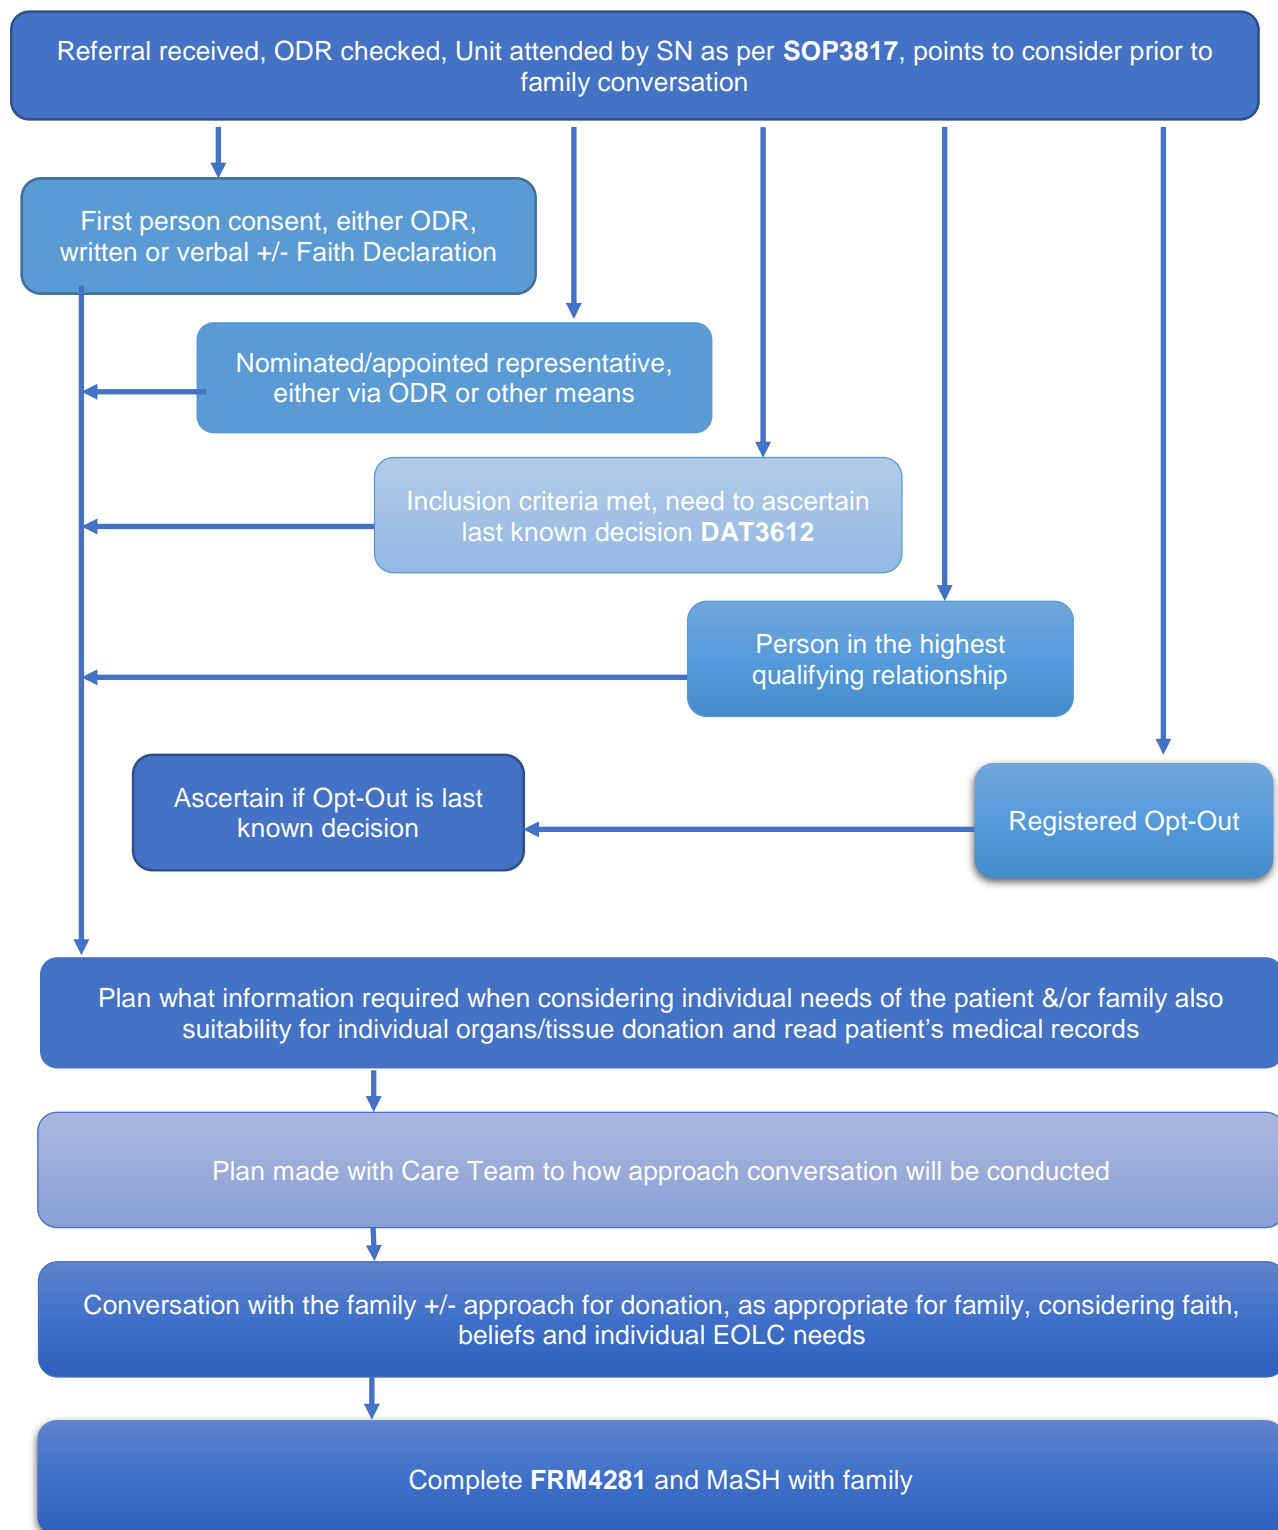 Referral received, ODR checked, Unit attended by SN as per SOP3817, points to consider prior to
family conversation
First person consent, either ODR,
written or verbal +/- Faith Declaration
Nominated/appointed representative,
either via ODR or other means
Inclusion criteria met, need to ascertain
last known decision DAT3612
Person in the highest
qualifying relationship
Ascertain if Opt-Out is last
known decision
Registered Opt-Out
Plan what information required when considering individual needs of the patient &/or family also
suitability for individual organs/tissue donation and read patient’s medical records
Plan made with Care Team to how approach conversation will be conducted
Conversation with the family +/- approach for donation, as appropriate for family, considering faith,
beliefs and individual EOLC needs
Complete FRM4281 and MaSH with family